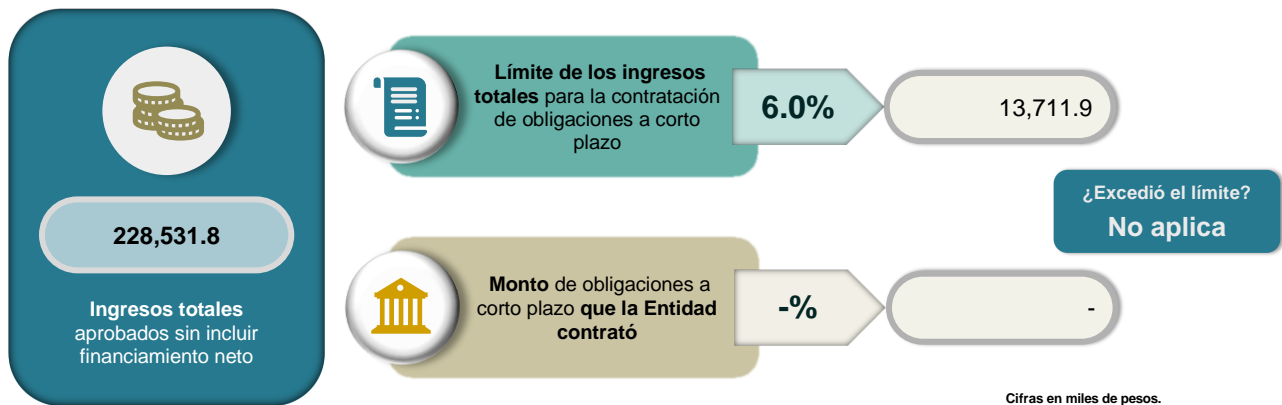 228,531.8
Ingresos totales
aprobados sin incluir
financiamiento neto
Límite de los ingresos
totales para la contratación
de obligaciones a corto
plazo
6.0%
13,711.9
¿Excedió el límite?
No aplica
Monto de obligaciones a
corto plazo que la Entidad
contrató
-%
-
Cifras en miles de pesos.